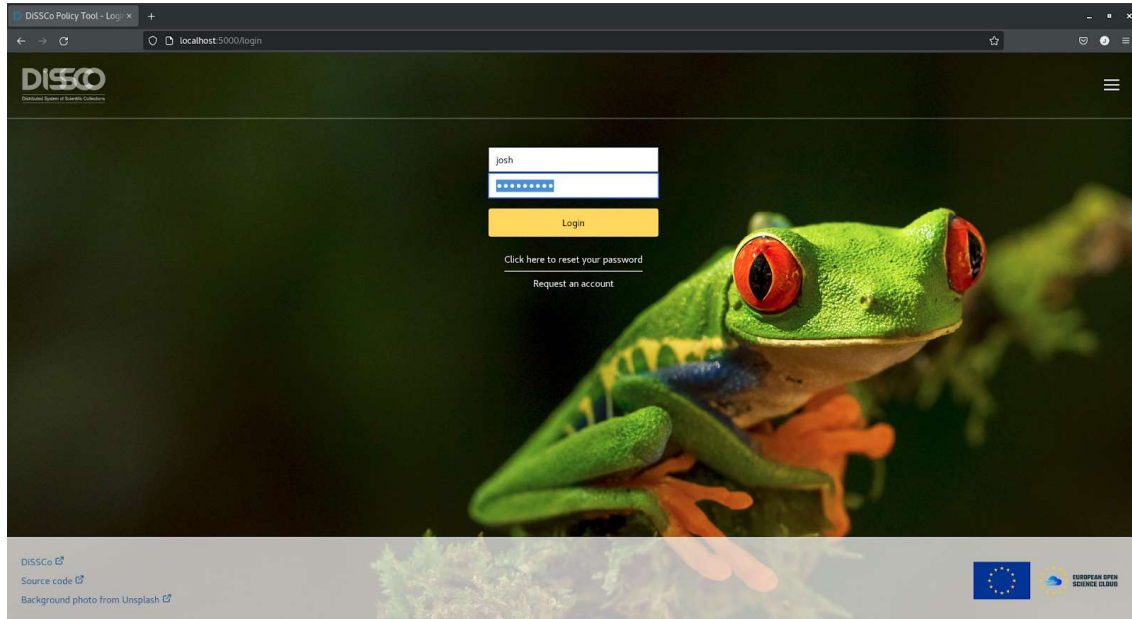 DiSSCo Policy Tool - Logi
localhost:5000/login
DISSCO
Distributed System of Scientific Collections
josh
•••••••••
Login
Click here to reset your password
Request an account
DiSSCo
Source code
Background photo from Unsplash
EUROPEAN OPEN
SCIENCE CLOUD